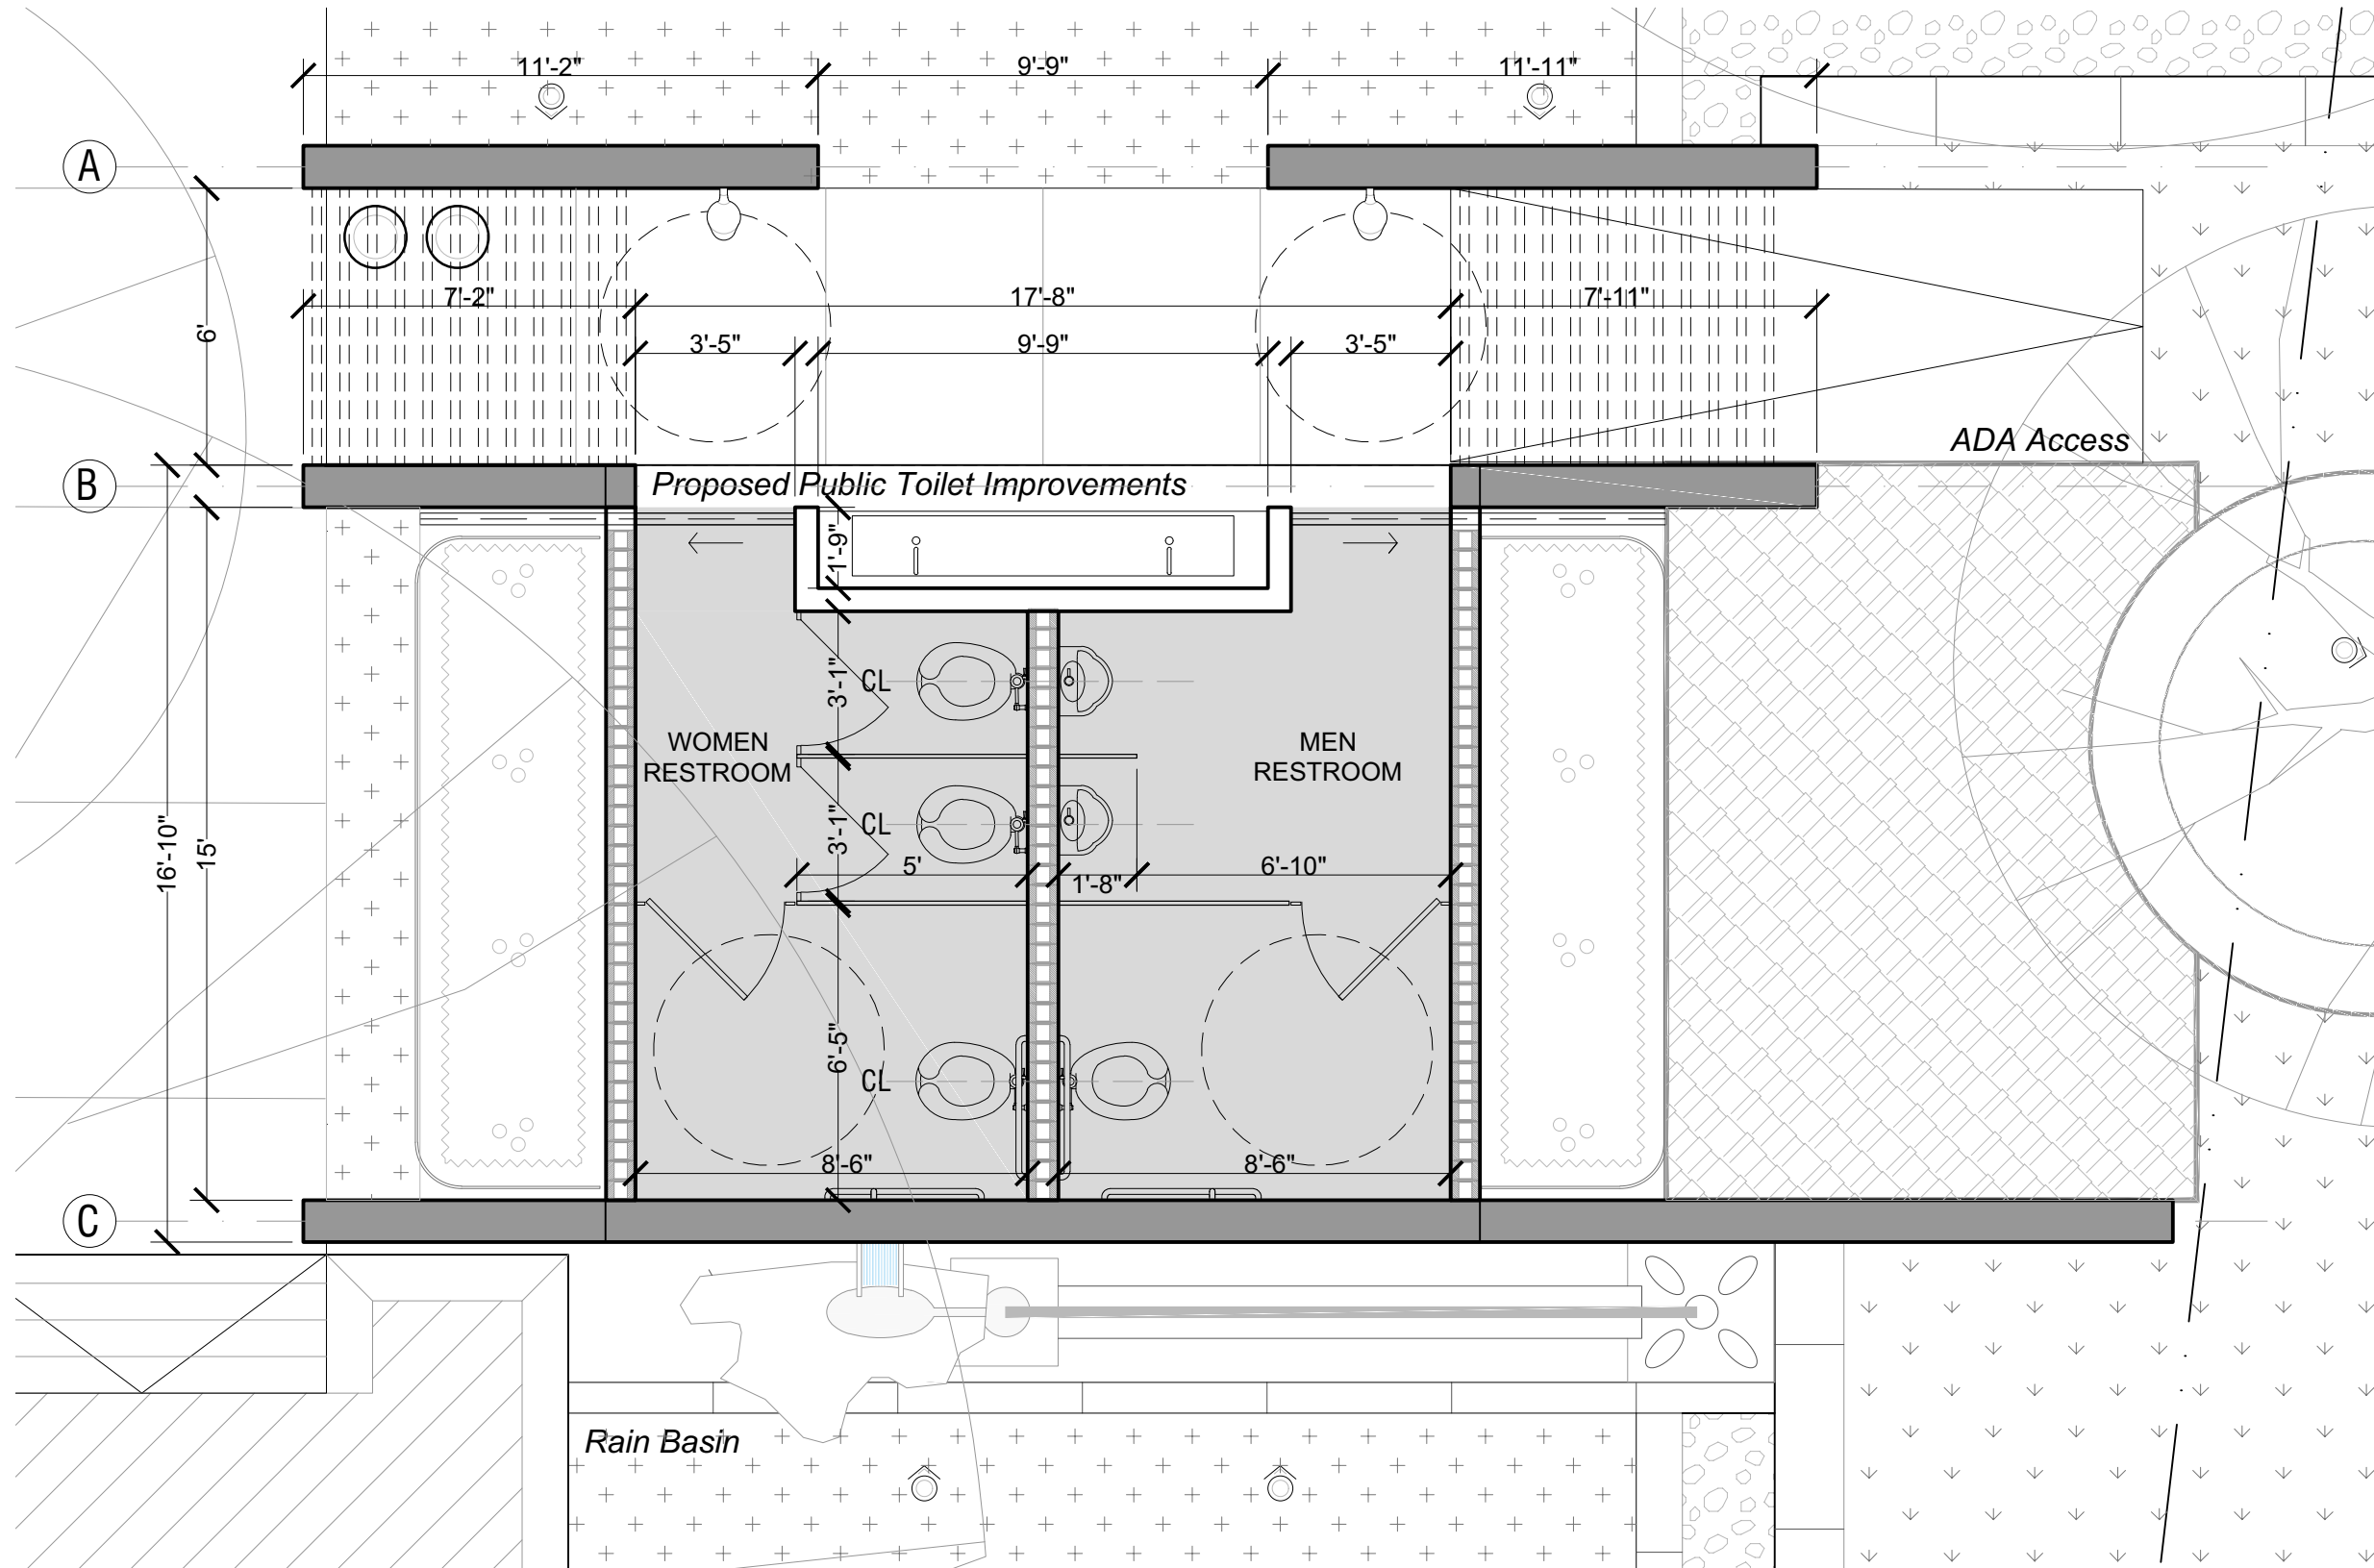 11'-2" 9'-9" 11'-11"
A
7'-2" 17'-8" 7'-11"
6'
3'-5" 9'-9" 3'-5"
ADA Access
B
Proposed Public Toilet Improvements
1'-9"
3'-1" CL
WOMEN
RESTROOM
MEN
RESTROOM
3'-1" CL
16'-10" 15'
5' 1'-8" 6'-10"
6'-5" CL
8'-6" 8'-6"
C
Rain Basin